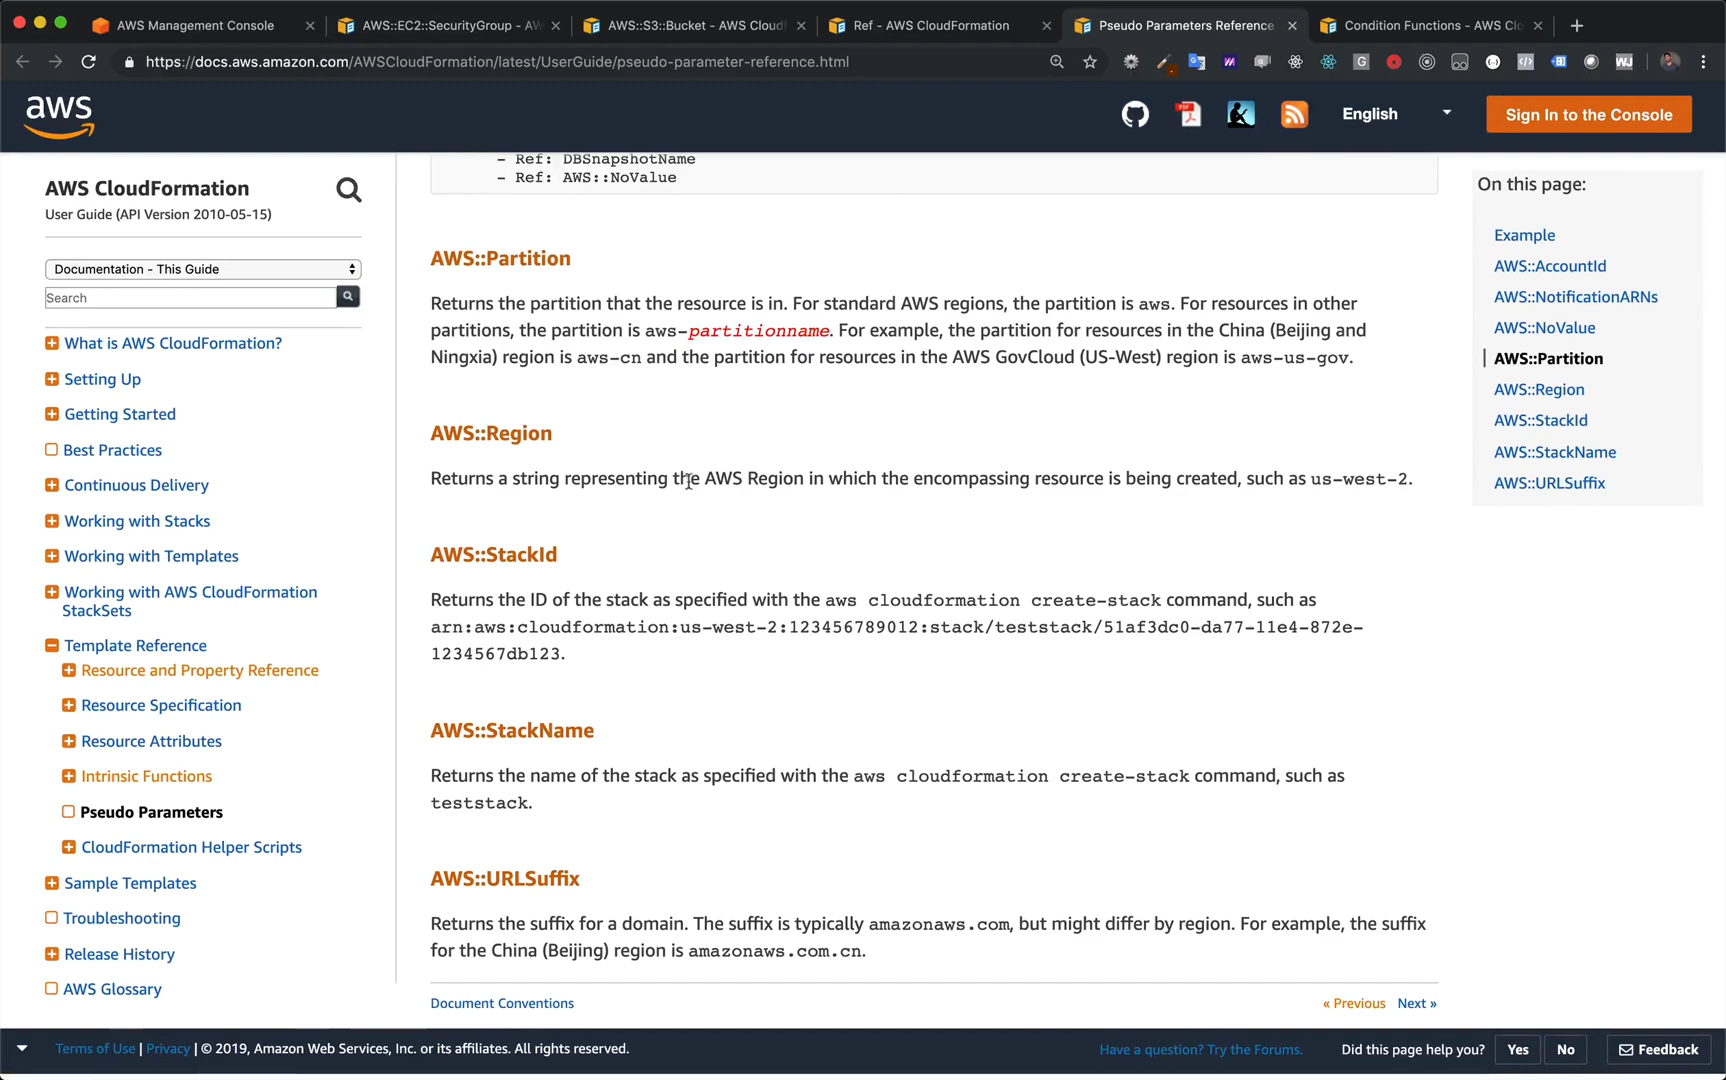 AWS Management Console
AWS::EC2::SecurityGroup - AW
AWS::S3::Bucket - AWS CloudF
Ref - AWS CloudFormation
Pseudo Parameters Reference
Condition Functions - AWS Clo
https://docs.aws.amazon.com/AWSCloudFormation/latest/UserGuide/pseudo-parameter-reference.html
aws
PDF
English
Sign In to the Console
AWS CloudFormation
User Guide (API Version 2010-05-15)
Documentation - This Guide
Search
What is AWS CloudFormation?
Setting Up
Getting Started
Best Practices
Continuous Delivery
Working with Stacks
Working with Templates
Working with AWS CloudFormation
StackSets
Template Reference
Resource and Property Reference
Resource Specification
Resource Attributes
Intrinsic Functions
Pseudo Parameters
CloudFormation Helper Scripts
Sample Templates
Troubleshooting
Release History
AWS Glossary
- Ref: DBSnapshotName
- Ref: AWS::NoValue
AWS::Partition
Returns the partition that the resource is in. For standard AWS regions, the partition is aws. For resources in other
partitions, the partition is aws-partitionname. For example, the partition for resources in the China (Beijing and
Ningxia) region is aws-cn and the partition for resources in the AWS GovCloud (US-West) region is aws-us-gov.
AWS::Region
Returns a string representing the AWS Region in which the encompassing resource is being created, such as us-west-2.
AWS::StackId
Returns the ID of the stack as specified with the aws cloudformation create-stack command, such as
arn:aws:cloudformation:us-west-2:123456789012:stack/teststack/51af3dc0-da77-11e4-872e-
1234567db123.
AWS::StackName
Returns the name of the stack as specified with the aws cloudformation create-stack command, such as
teststack.
AWS::URLSuffix
Returns the suffix for a domain. The suffix is typically amazonaws.com, but might differ by region. For example, the suffix
for the China (Beijing) region is amazonaws.com.cn.
Document Conventions
« Previous
Next »
On this page:
Example
AWS::AccountId
AWS::NotificationARNs
AWS::NoValue
AWS::Partition
AWS::Region
AWS::StackId
AWS::StackName
AWS::URLSuffix
Terms of Use | Privacy | © 2019, Amazon Web Services, Inc. or its affiliates. All rights reserved.
Have a question? Try the Forums.
Did this page help you?
Yes
No
Feedback